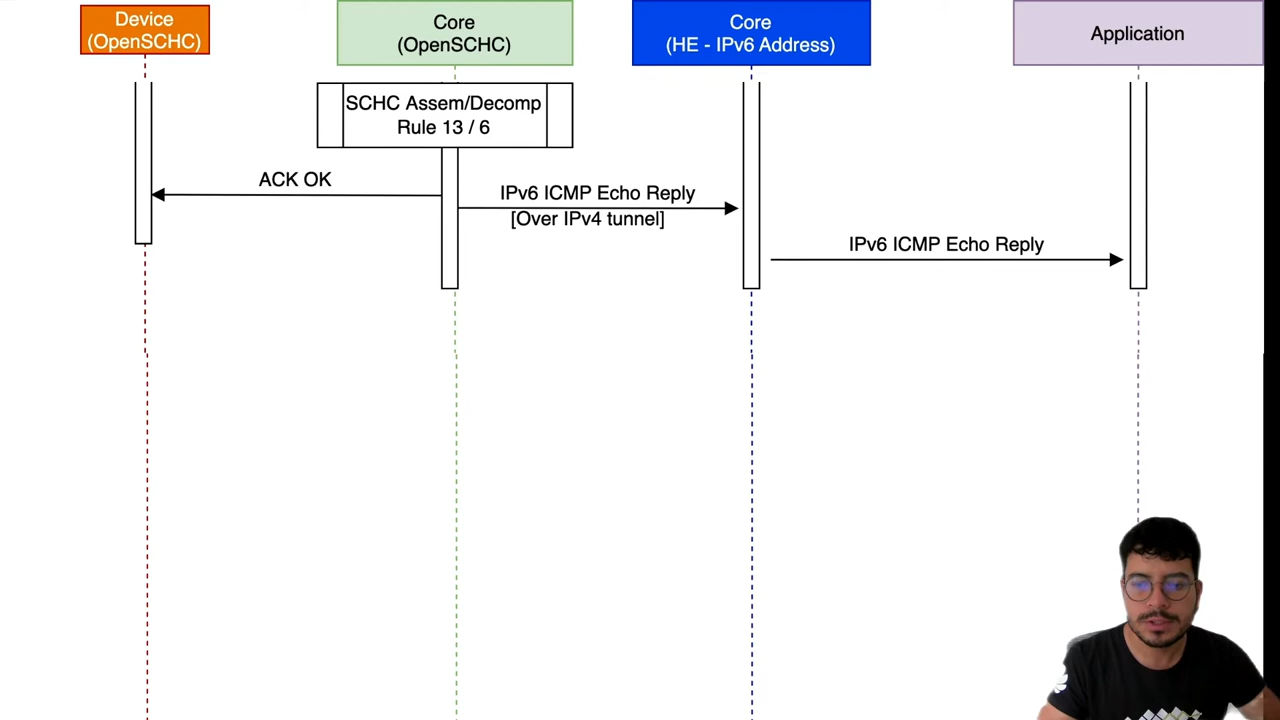 Device
(OpenSCHC)
Core
(OpenSCHC)
Core
(HE - IPv6 Address)
Application
SCHC Assem/Decomp
Rule 13 / 6
ACK OK
IPv6 ICMP Echo Reply
[Over IPv4 tunnel]
IPv6 ICMP Echo Reply